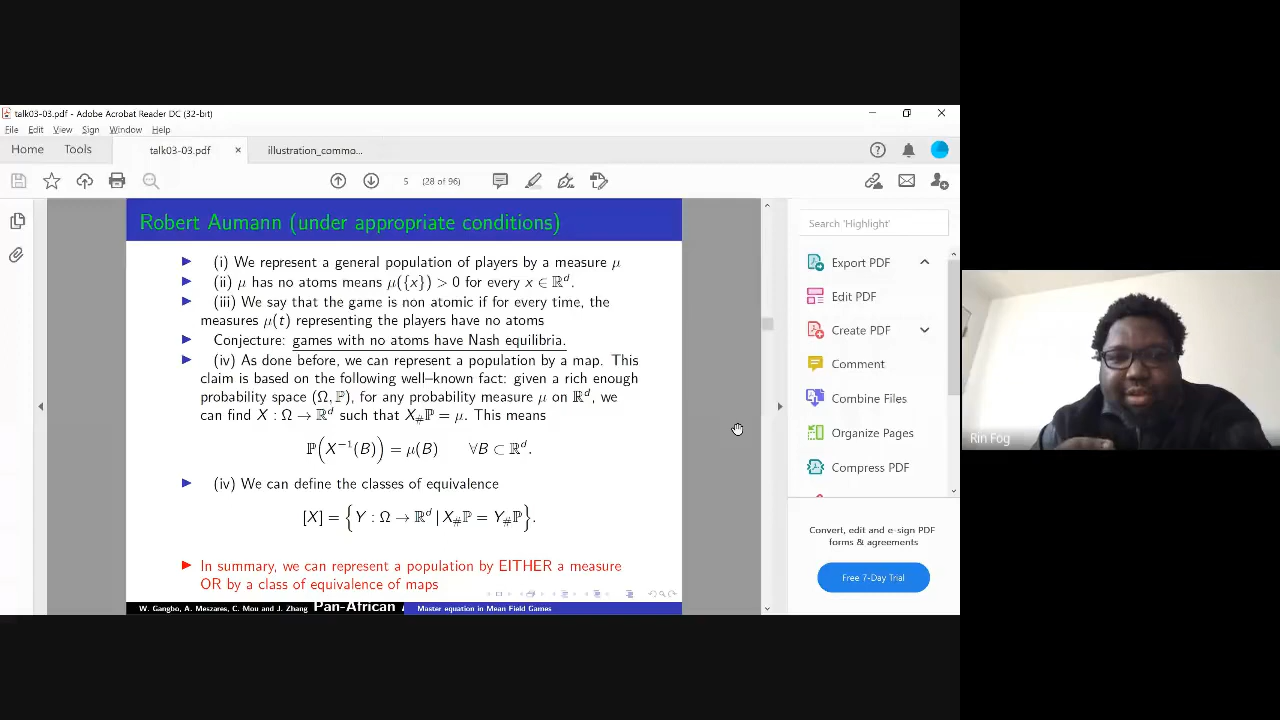 talk03-03.pdf - Adobe Acrobat Reader DC (32-bit)
File Edit View Sign Window Help
Home Tools talk03-03.pdf × illustration_commo...
5 (28 of 96)
Robert Aumann (under appropriate conditions)
(i) We represent a general population of players by a measure μ
(ii) μ has no atoms means μ({x}) > 0 for every x ∈ ℝᵈ.
(iii) We say that the game is non atomic if for every time, the
measures μ(t) representing the players have no atoms
Conjecture: games with no atoms have Nash equilibria.
(iv) As done before, we can represent a population by a map. This
claim is based on the following well–known fact: given a rich enough
probability space (Ω, ℙ), for any probability measure μ on ℝᵈ, we
can find X : Ω → ℝᵈ such that X#ℙ = μ. This means
ℙ(X⁻¹(B)) = μ(B) ∀B ⊂ ℝᵈ.
(iv) We can define the classes of equivalence
[X] = {Y : Ω → ℝᵈ | X#ℙ = Y#ℙ}.
In summary, we can represent a population by EITHER a measure
OR by a class of equivalence of maps
W. Gangbo, A. Meszares, C. Mou and J. Zhang Pan-African A Master equation in Mean Field Games
Search 'Highlight'
Export PDF
Edit PDF
Create PDF
Comment
Combine Files
Organize Pages
Compress PDF
Convert, edit and e-sign PDF
forms & agreements
Free 7-Day Trial
Rin Fog